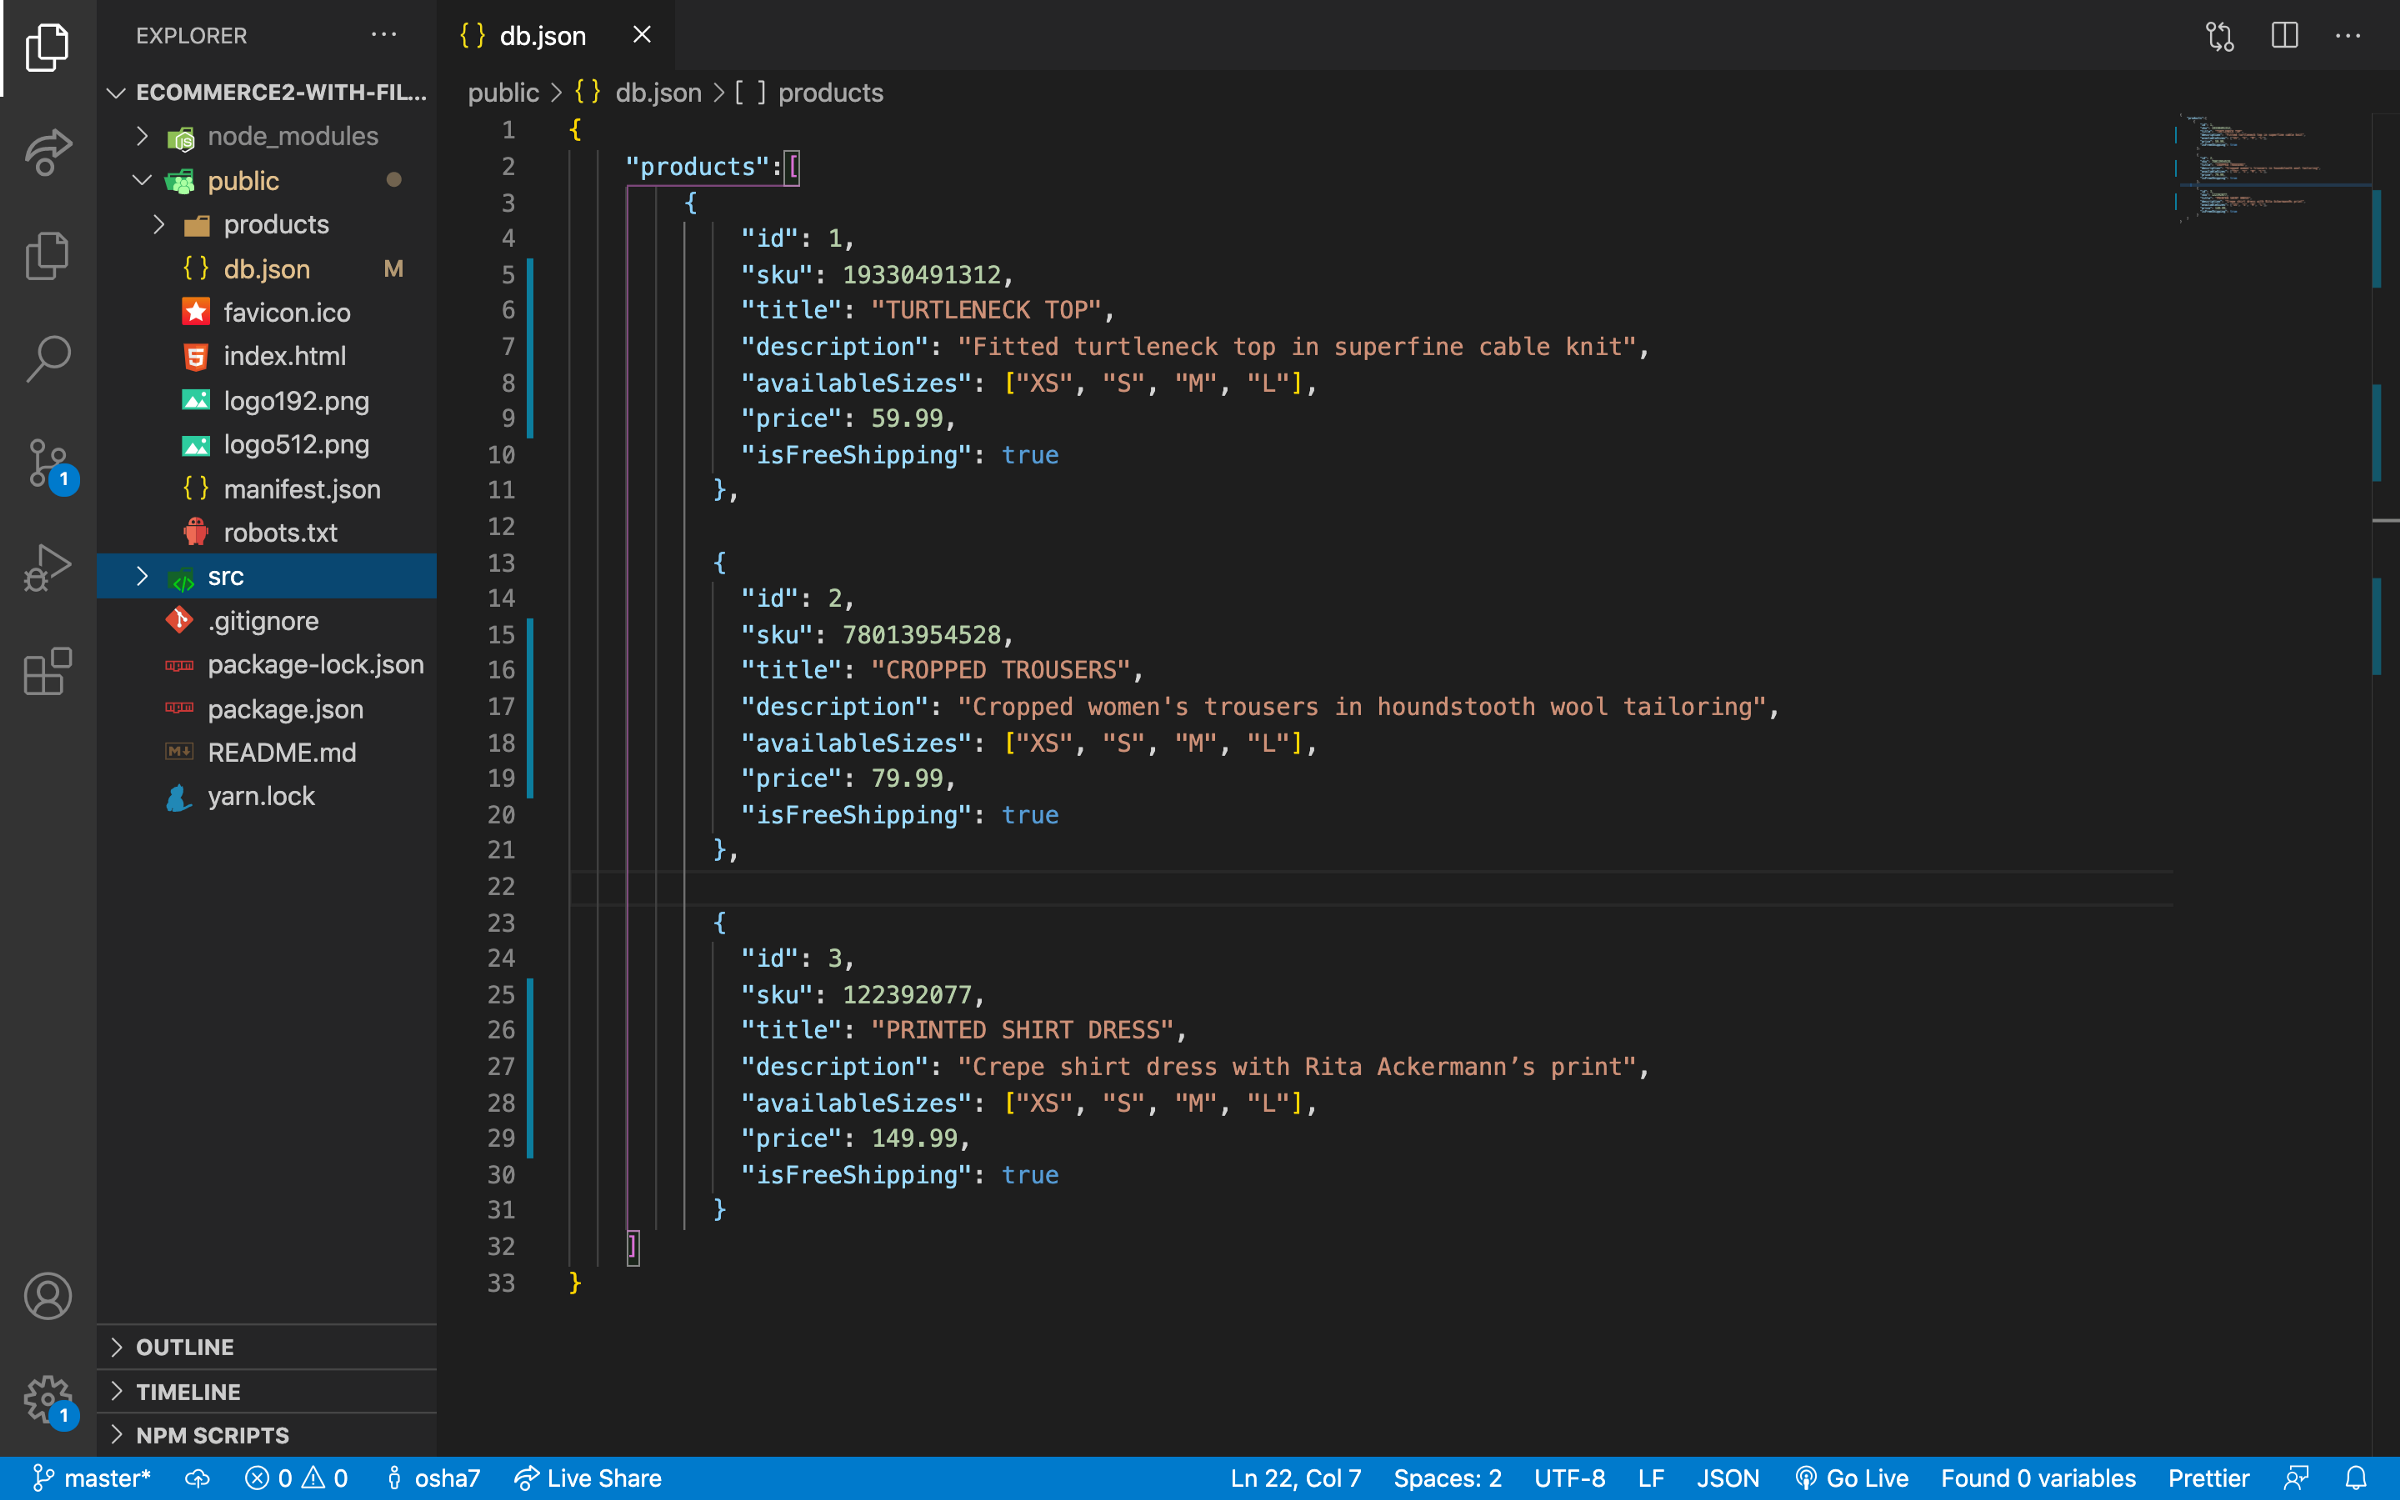 EXPLORER
ECOMMERCE2-WITH-FIL...
node_modules
public
products
db.json M
favicon.ico
index.html
logo192.png
logo512.png
manifest.json
robots.txt
src
.gitignore
package-lock.json
package.json
README.md
yarn.lock
OUTLINE
TIMELINE
NPM SCRIPTS
1
1
{} db.json
public > {} db.json > [ ] products
1 {
2 "products":[
3 {
4 "id": 1,
5 "sku": 19330491312,
6 "title": "TURTLENECK TOP",
7 "description": "Fitted turtleneck top in superfine cable knit",
8 "availableSizes": ["XS", "S", "M", "L"],
9 "price": 59.99,
10 "isFreeShipping": true
11 },
12
13 {
14 "id": 2,
15 "sku": 78013954528,
16 "title": "CROPPED TROUSERS",
17 "description": "Cropped women's trousers in houndstooth wool tailoring",
18 "availableSizes": ["XS", "S", "M", "L"],
19 "price": 79.99,
20 "isFreeShipping": true
21 },
22
23 {
24 "id": 3,
25 "sku": 122392077,
26 "title": "PRINTED SHIRT DRESS",
27 "description": "Crepe shirt dress with Rita Ackermann’s print",
28 "availableSizes": ["XS", "S", "M", "L"],
29 "price": 149.99,
30 "isFreeShipping": true
31 }
32 ]
33 }
master* 0 0 osha7 Live Share Ln 22, Col 7 Spaces: 2 UTF-8 LF JSON Go Live Found 0 variables Prettier